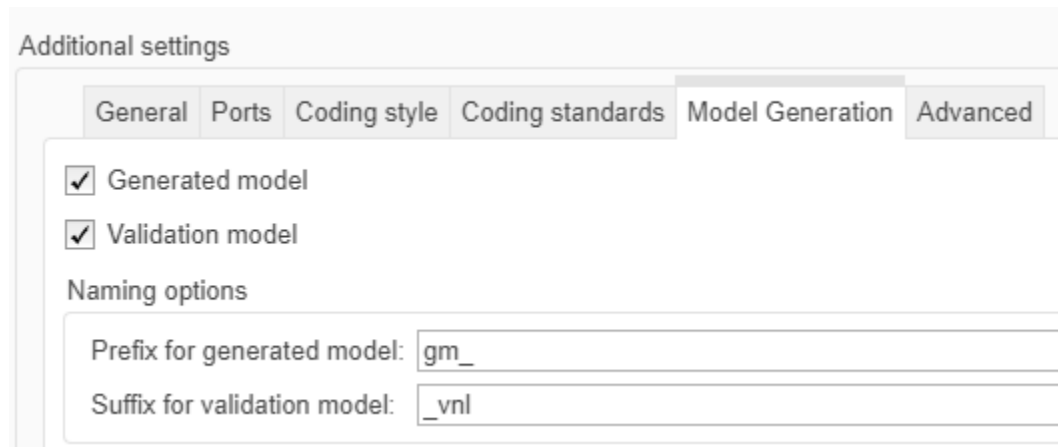 Additional settings
General Ports Coding style Coding standards Model Generation Advanced
Generated model
Validation model
Naming options
Prefix for generated model: gm_
Suffix for validation model: _vnl